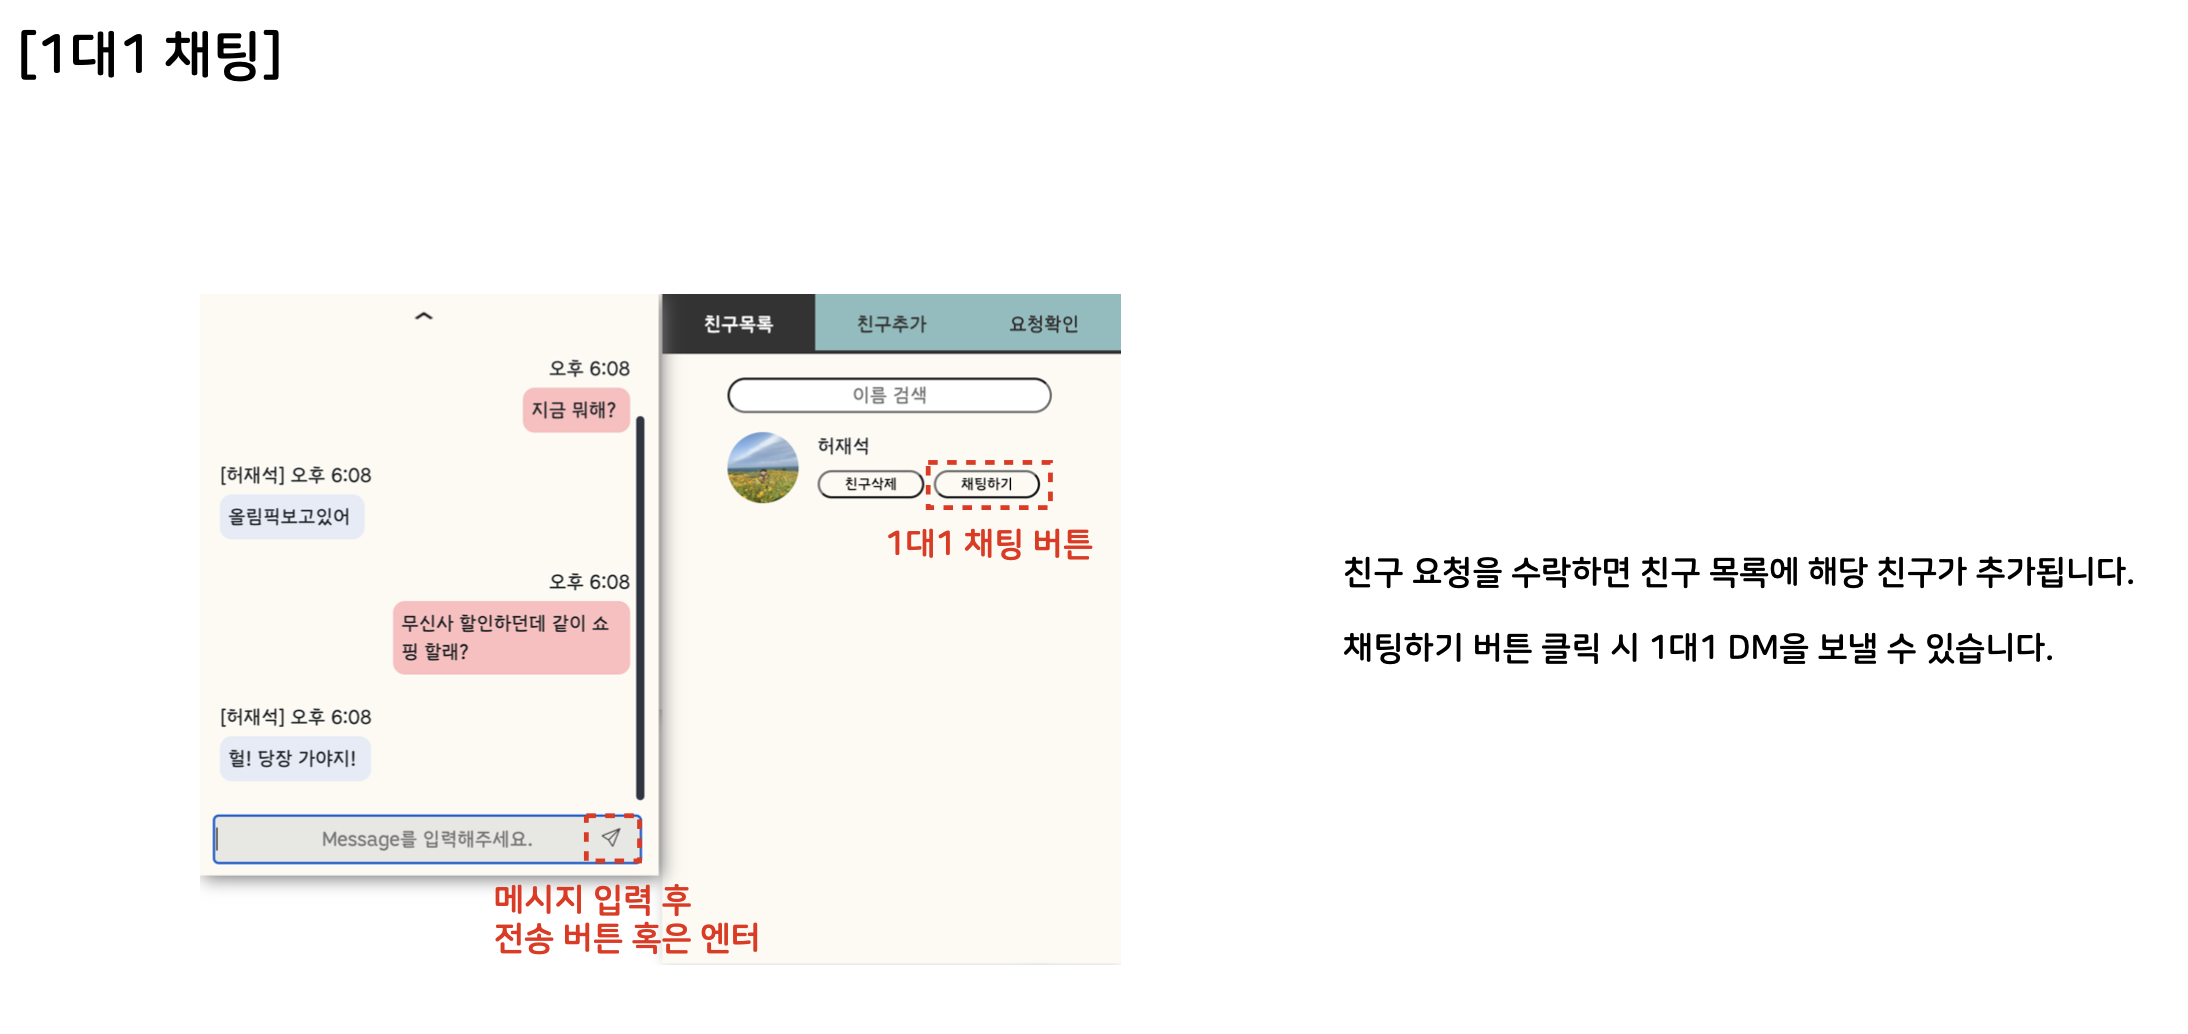 [1대1 채팅]
오후 6:08
지금 뭐해?
[허재석] 오후 6:08
올림픽보고있어
오후 6:08
무신사 할인하던데 같이 쇼
핑 할래?
[허재석] 오후 6:08
헐! 당장 가야지!
Message를 입력해주세요.
메시지 입력 후
전송 버튼 혹은 엔터
친구목록 친구추가 요청확인
이름 검색
허재석
친구삭제 채팅하기
1대1 채팅 버튼
친구 요청을 수락하면 친구 목록에 해당 친구가 추가됩니다.
채팅하기 버튼 클릭 시 1대1 DM을 보낼 수 있습니다.